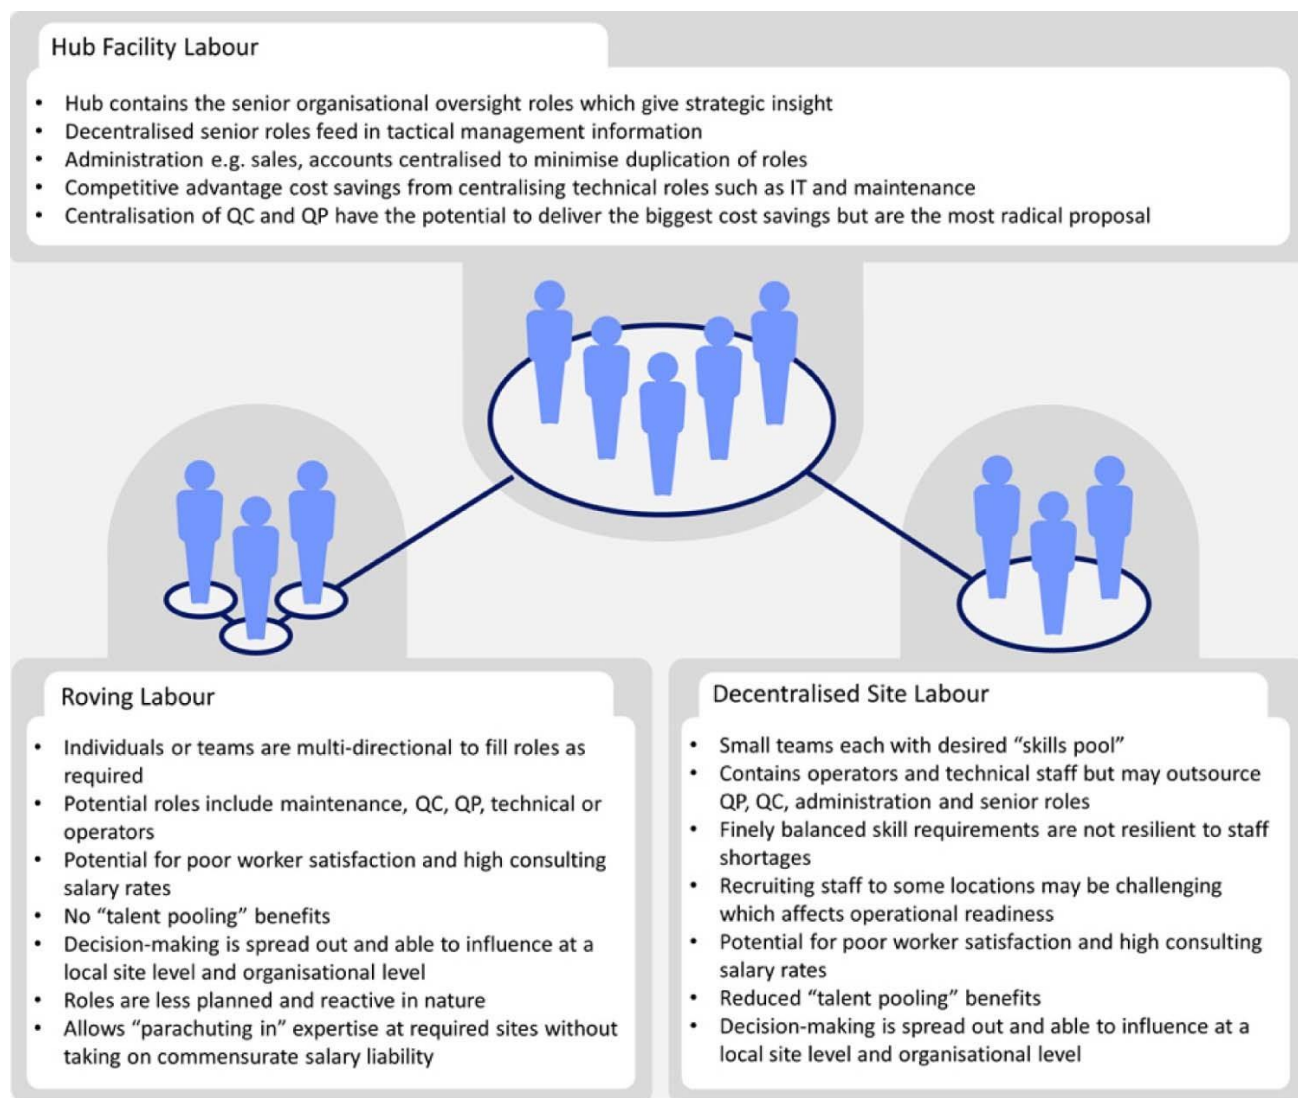 Hub Facility Labour
• Hub contains the senior organisational oversight roles which give strategic insight
• Decentralised senior roles feed in tactical management information
• Administration e.g. sales, accounts centralised to minimise duplication of roles
• Competitive advantage cost savings from centralising technical roles such as IT and maintenance
• Centralisation of QC and QP have the potential to deliver the biggest cost savings but are the most radical proposal
Roving Labour
• Individuals or teams are multi-directional to fill roles as
required
• Potential roles include maintenance, QC, QP, technical or
operators
• Potential for poor worker satisfaction and high consulting
salary rates
• No “talent pooling” benefits
• Decision-making is spread out and able to influence at a
local site level and organisational level
• Roles are less planned and reactive in nature
• Allows “parachuting in” expertise at required sites without
taking on commensurate salary liability
Decentralised Site Labour
• Small teams each with desired “skills pool”
• Contains operators and technical staff but may outsource
QP, QC, administration and senior roles
• Finely balanced skill requirements are not resilient to staff
shortages
• Recruiting staff to some locations may be challenging
which affects operational readiness
• Potential for poor worker satisfaction and high consulting
salary rates
• Reduced “talent pooling” benefits
• Decision-making is spread out and able to influence at a
local site level and organisational level